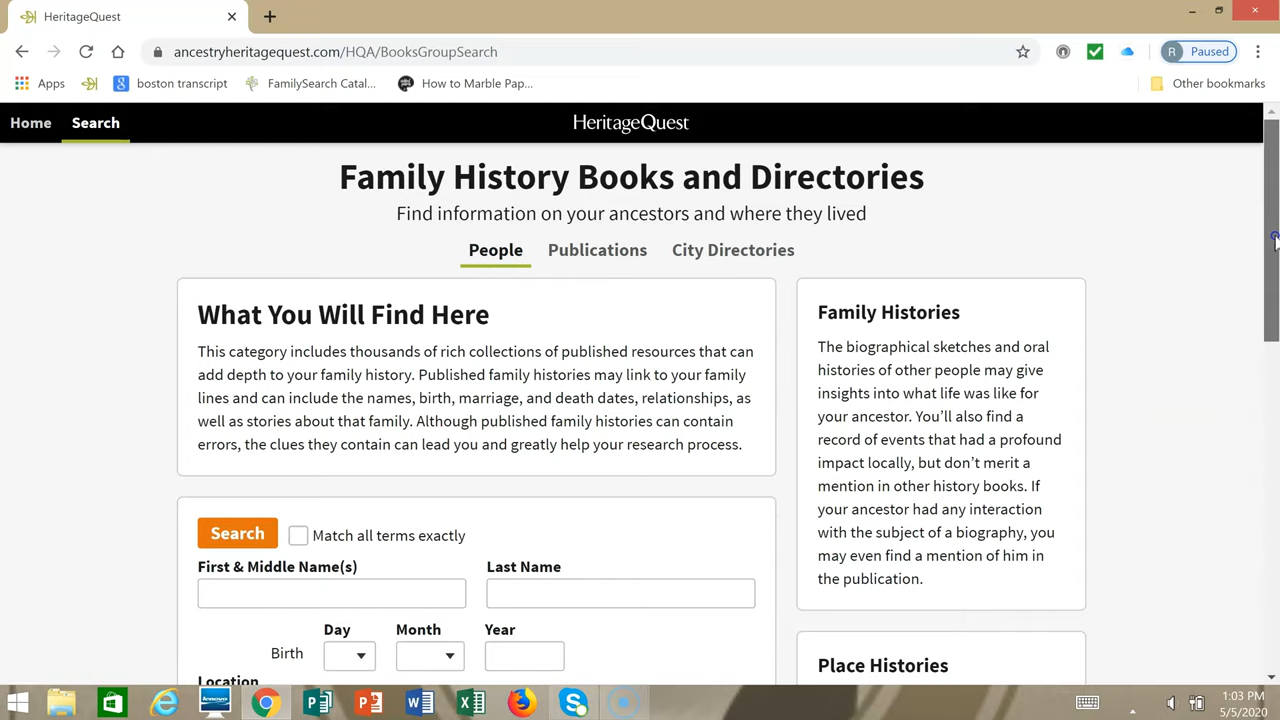 HeritageQuest
ancestryheritagequest.com/HQA/BooksGroupSearch
R Paused
Apps
boston transcript
FamilySearch Catal...
How to Marble Pap...
Other bookmarks
Home
Search
HeritageQuest
Family History Books and Directories
Find information on your ancestors and where they lived
People
Publications
City Directories
What You Will Find Here
This category includes thousands of rich collections of published resources that can
add depth to your family history. Published family histories may link to your family
lines and can include the names, birth, marriage, and death dates, relationships, as
well as stories about that family. Although published family histories can contain
errors, the clues they contain can lead you and greatly help your research process.
Search
Match all terms exactly
First & Middle Name(s)
Last Name
Day
Month
Year
Birth
Location
Family Histories
The biographical sketches and oral
histories of other people may give
insights into what life was like for
your ancestor. You’ll also find a
record of events that had a profound
impact locally, but don’t merit a
mention in other history books. If
your ancestor had any interaction
with the subject of a biography, you
may even find a mention of him in
the publication.
Place Histories
1:03 PM
5/5/2020